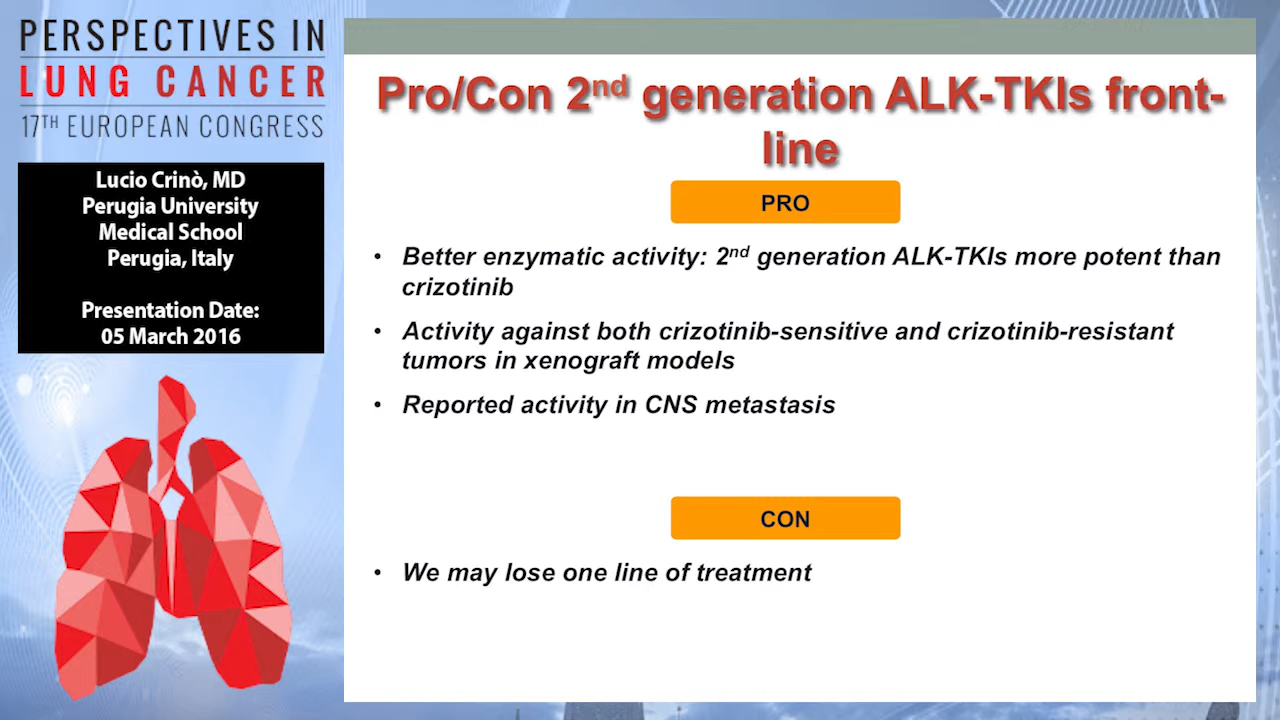 PERSPECTIVES IN
LUNG CANCER
17TH EUROPEAN CONGRESS
Lucio Crinò, MD
Perugia University
Medical School
Perugia, Italy
Presentation Date:
05 March 2016
Pro/Con 2nd generation ALK-TKIs front-
line
PRO
• Better enzymatic activity: 2nd generation ALK-TKIs more potent than
crizotinib
• Activity against both crizotinib-sensitive and crizotinib-resistant
tumors in xenograft models
• Reported activity in CNS metastasis
CON
• We may lose one line of treatment